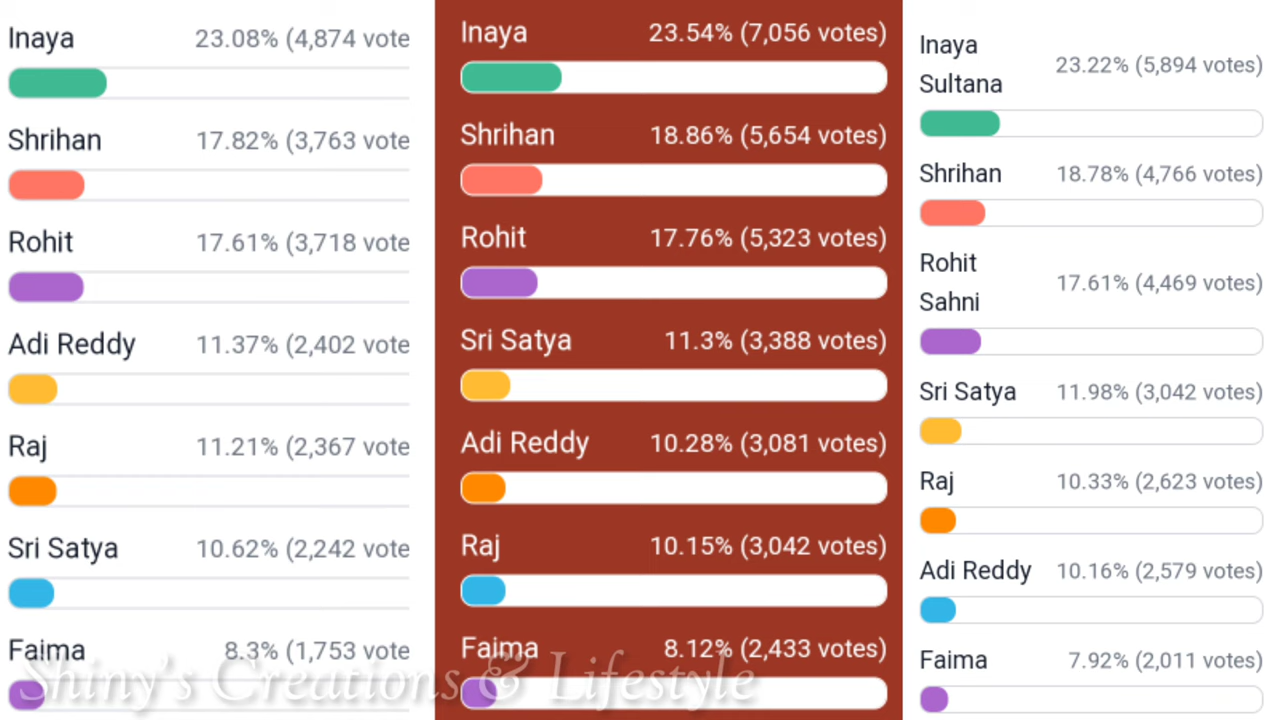 Inaya 23.08% (4,874 vote
Shrihan 17.82% (3,763 vote
Rohit 17.61% (3,718 vote
Adi Reddy 11.37% (2,402 vote
Raj 11.21% (2,367 vote
Sri Satya 10.62% (2,242 vote
Faima 8.3% (1,753 vote
Inaya 23.54% (7,056 votes)
Shrihan 18.86% (5,654 votes)
Rohit 17.76% (5,323 votes)
Sri Satya 11.3% (3,388 votes)
Adi Reddy 10.28% (3,081 votes)
Raj 10.15% (3,042 votes)
Faima 8.12% (2,433 votes)
Inaya
Sultana
23.22% (5,894 votes)
Shrihan 18.78% (4,766 votes)
Rohit
Sahni
17.61% (4,469 votes)
Sri Satya 11.98% (3,042 votes)
Raj 10.33% (2,623 votes)
Adi Reddy 10.16% (2,579 votes)
Faima 7.92% (2,011 votes)
Shiny's Creations & Lifestyle